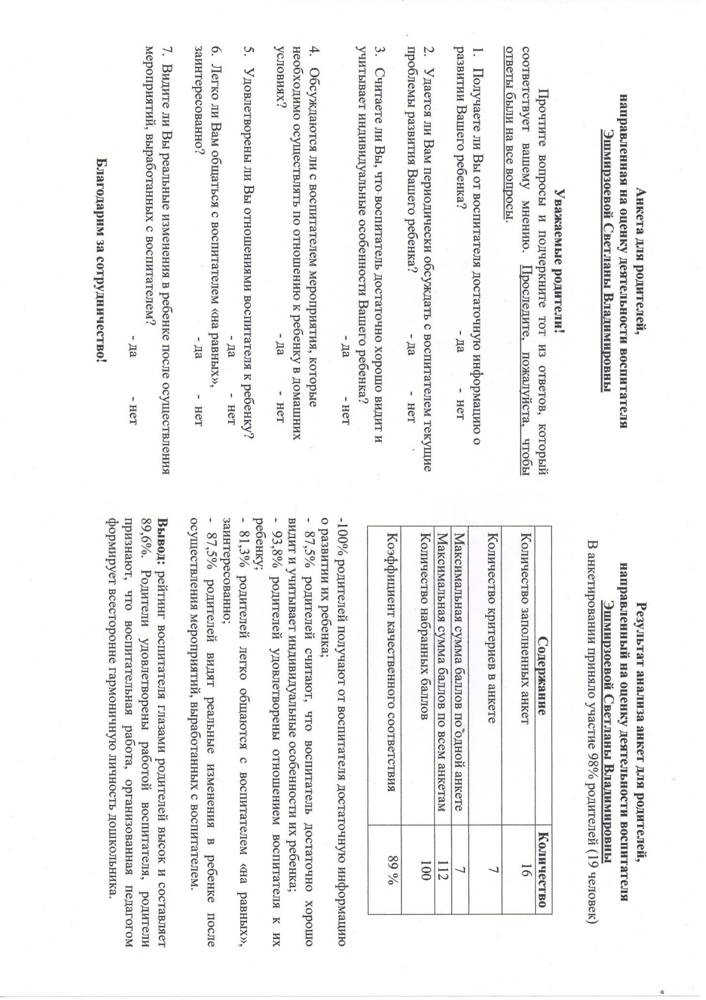 Анкета для родителей,
направленная на оценку деятельности воспитателя
Эшмирзоевой Светланы Владимировны
Уважаемые родители!
Прочтите вопросы и подчеркните тот из ответов, который
соответствует вашему мнению. Проследите, пожалуйста, чтобы
ответы были на все вопросы.
1. Получаете ли Вы от воспитателя достаточную информацию о
развитии Вашего ребенка? - да - нет
2. Удается ли Вам периодически обсуждать с воспитателем текущие
проблемы развития Вашего ребенка? - да - нет
3. Считаете ли Вы, что воспитатель достаточно хорошо видит и
учитывает индивидуальные особенности Вашего ребенка?
- да - нет
4. Обсуждаются ли с воспитателем мероприятия, которые
необходимо осуществлять по отношению к ребенку в домашних
условиях? - да - нет
5. Удовлетворены ли Вы отношениями воспитателя к ребенку?
- да - нет
6. Легко ли Вам общаться с воспитателем «на равных»,
заинтересованно? - да - нет
7. Видите ли Вы реальные изменения в ребенке после осуществления
мероприятий, выработанных с воспитателем?
- да - нет
Благодарим за сотрудничество!
Результат анализа анкет для родителей,
направленный на оценку деятельности воспитателя
Эшмирзоевой Светланы Владимировны
В анкетировании приняло участие 98% родителей (19 человек)
Содержание Количество
Количество заполненных анкет 16
Количество критериев в анкете 7
Максимальная сумма баллов по одной анкете 7
Максимальная сумма баллов по всем анкетам 112
Количество набранных баллов 100
Коэффициент качественного соответствия 89 %
-100% родителей получают от воспитателя достаточную информацию
о развитии их ребенка;
- 87,5% родителей считают, что воспитатель достаточно хорошо
видит и учитывает индивидуальные особенности их ребенка;
- 93,8% родителей удовлетворены отношением воспитателя к их
ребенку;
- 81,3% родителей легко общаются с воспитателем «на равных»,
заинтересованно;
- 87,5% родителей видят реальные изменения в ребенке после
осуществления мероприятий, выработанных с воспитателем.
Вывод: рейтинг воспитателя глазами родителей высок и составляет
89,6%. Родители удовлетворены работой воспитателя, родители
признают, что воспитательная работа, организованная педагогом
формирует всесторонне гармоничную личность дошкольника.